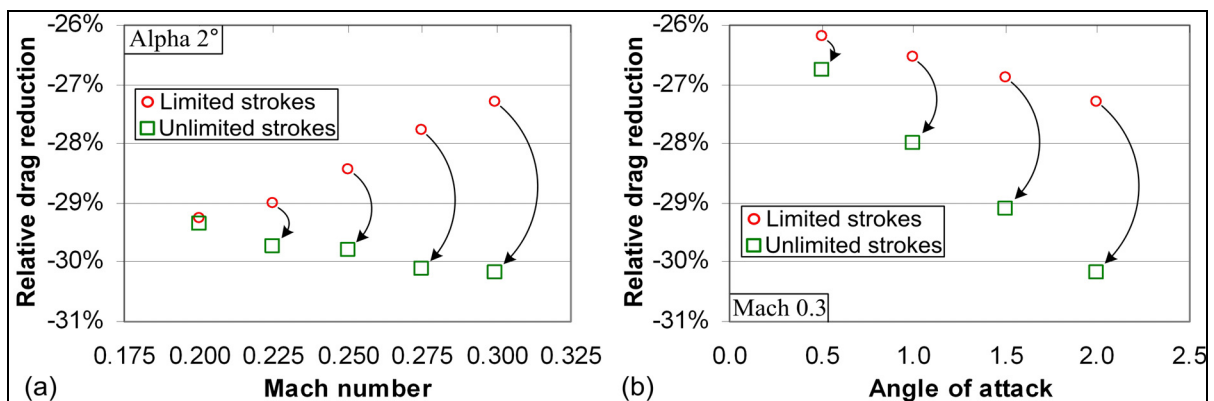 Relative drag reduction
-26%
-27%
-28%
-29%
-30%
-31%
Alpha 2°
Limited strokes
Unlimited strokes
0.175 0.200 0.225 0.250 0.275 0.300 0.325
(a)
Mach number
Relative drag reduction
-26%
-27%
-28%
-29%
-30%
-31%
Limited strokes
Unlimited strokes
Mach 0.3
0.0 0.5 1.0 1.5 2.0 2.5
(b)
Angle of attack